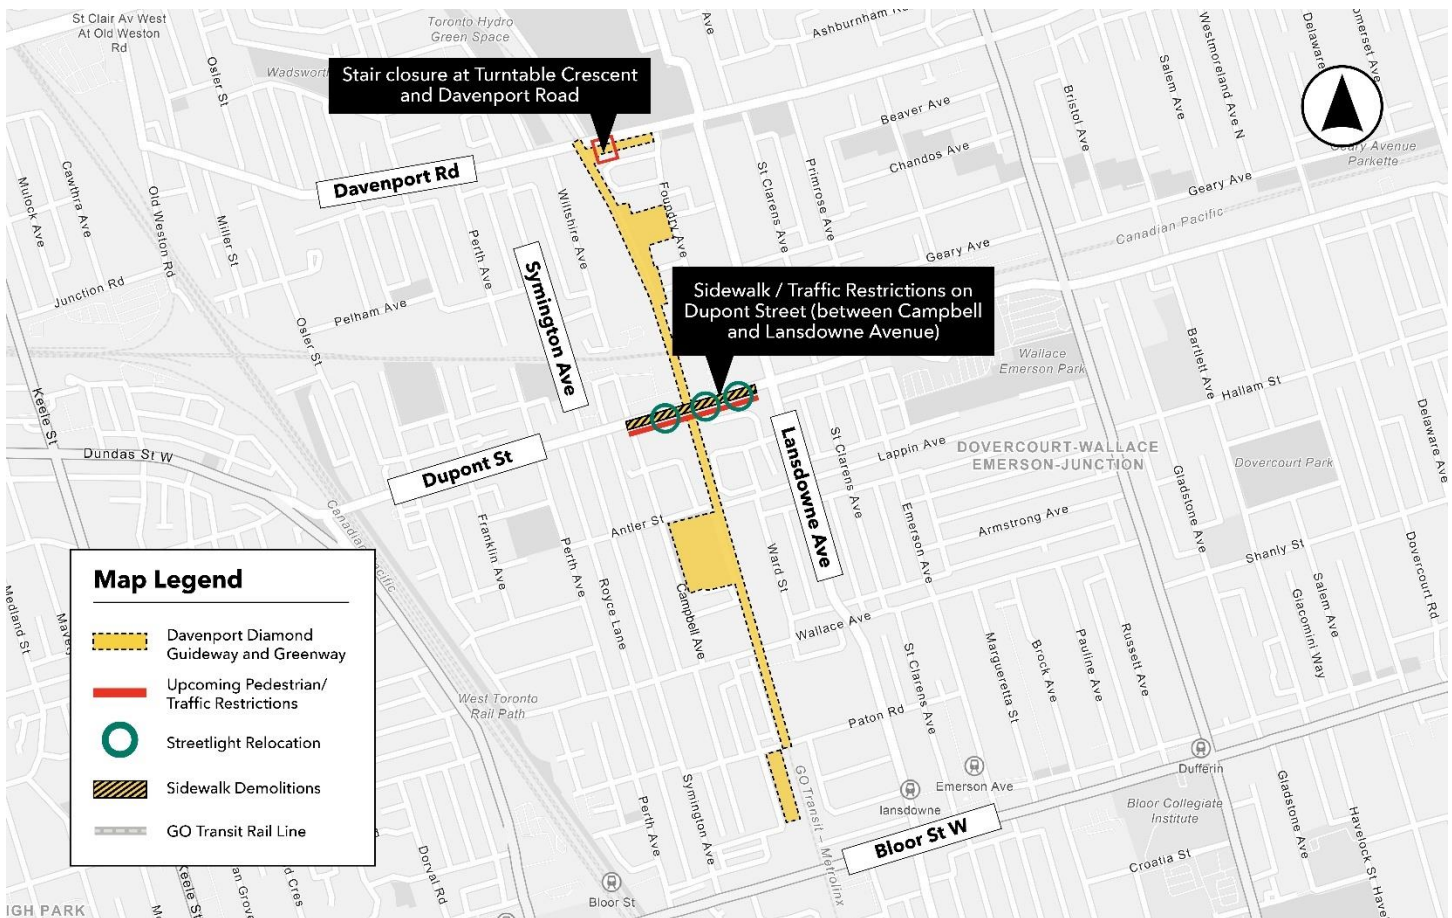 St Clair Av West
At Old Weston
Rd
Toronto Hydro
Green Space
Ashburnham Rd
Osler St
Stair closure at Turntable Crescent
and Davenport Road
Westmoreland Ave N
Salem Ave
Bristol Ave
Beaver Ave
Chandos Ave
Geary Avenue
Parkette
Geary Ave
Canadian Pacific
Geary Ave
Mulock Ave
Cawthra Ave
Old Weston Rd
Miller St
Davenport Rd
Perth Ave
Wiltshire Ave
Foundry Ave
St Clarens Ave
Primrose Ave
Symington Ave
Junction Rd
Pelham Ave
Osler St
Sidewalk / Traffic Restrictions on
Dupont Street (between Campbell
and Lansdowne Avenue)
Wallace
Emerson Park
Bartlett Ave
Hallam St
Delaware Ave
Keele St
Dundas St W
Dupont St
Lansdowne Ave
St Clarens Ave
Lappin Ave
DOVERCOURT-WALLACE
EMERSON-JUNCTION
Dovercourt Park
Gladstone Ave
Armstrong Ave
Emerson Ave
Shanly St
Dovercourt Rd
Salem Ave
Giacomini Way
Franklin Ave
Antler St
Perth Ave
Royce Lane
Campbell Ave
Ward St
Wallace Ave
Medland St
Map Legend
Davenport Diamond
Guideway and Greenway
Upcoming Pedestrian/
Traffic Restrictions
Streetlight Relocation
Sidewalk Demolitions
GO Transit Rail Line
West Toronto
Rail Path
St Clarens Ave
Margueretta St
Brock Ave
Pauline Ave
Russett Ave
Paton Rd
Symington Ave
Perth Ave
GO Transit – Metrolinx
lansdowne
Emerson Ave
Dufferin
Bloor St W
Bloor Collegiate
Institute
Gladstone Ave
Havelock St
Croatia St
Bloor St
Dorval Rd
Keele St
IGH PARK